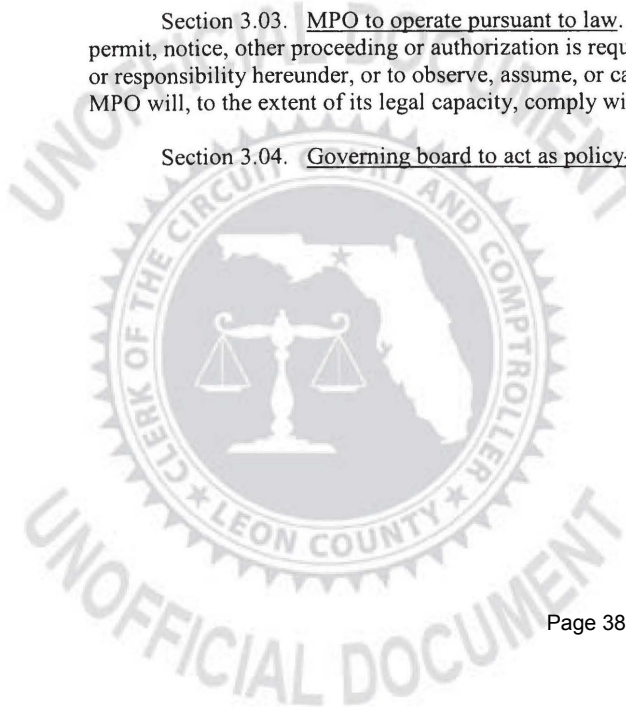 UNOFFICIAL DOCUMENT
Section 3.03. MPO to operate pursuant to law.
permit, notice, other proceeding or authorization is requ
or responsibility hereunder, or to observe, assume, or ca
MPO will, to the extent of its legal capacity, comply wi
Section 3.04. Governing board to act as policy-
CLERK OF THE CIRCUIT COURT AND COMPTROLLER
LEON COUNTY
UNOFFICIAL DOCUMENT
Page 38